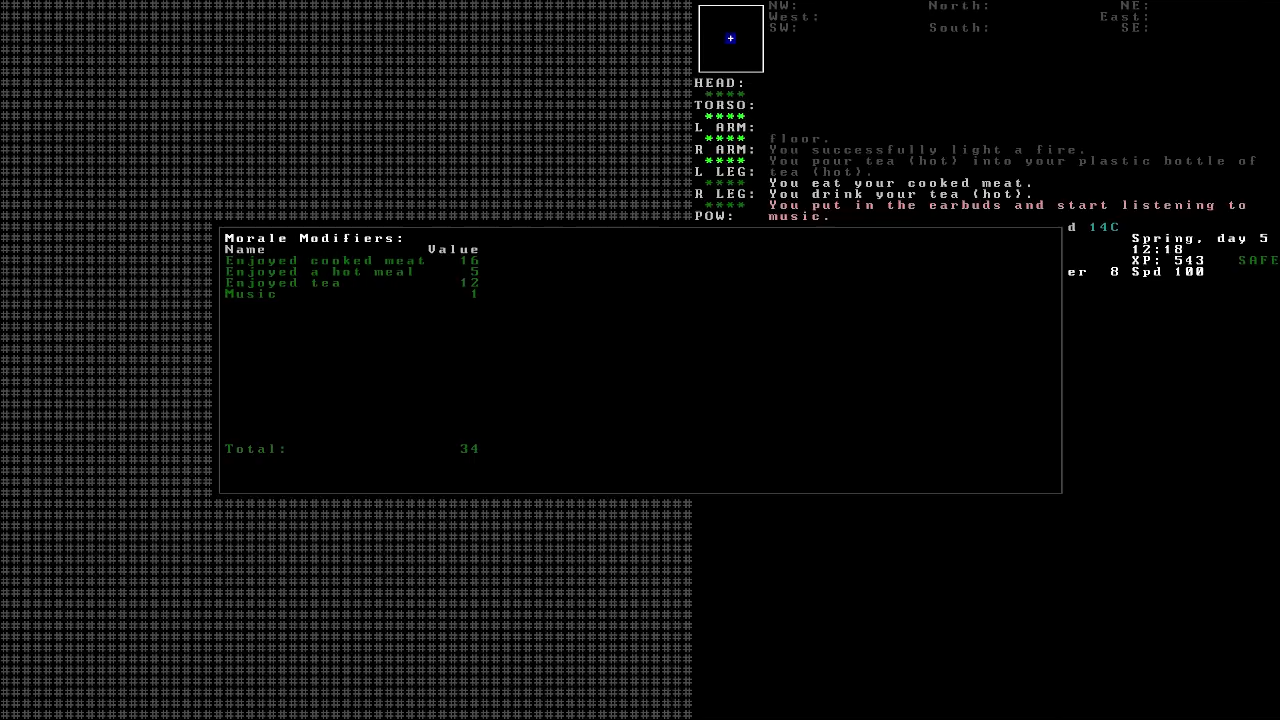 NW: North: NE:
West: East:
SW: South: SE:
+
HEAD:
****
TORSO:
****
L ARM:
****
R ARM:
****
L LEG:
****
R LEG:
****
POW:
floor.
You successfully light a fire.
You pour tea (hot) into your plastic bottle of
tea (hot).
You eat your cooked meat.
You drink your tea (hot).
You put in the earbuds and start listening to
music.
d 14C
Spring, day 5
12:18
XP: 543 SAFE
er 8 Spd 100
Morale Modifiers:
Name Value
Enjoyed cooked meat 16
Enjoyed a hot meal 5
Enjoyed tea 12
Music 1
Total: 34